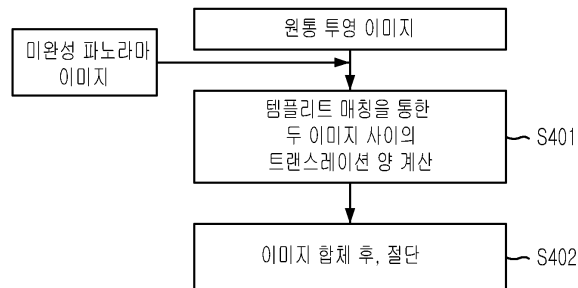 원통 투영 이미지
미완성 파노라마
이미지
템플리트 매칭을 통한
두 이미지 사이의
트랜스레이션 양 계산
S401
이미지 합체 후, 절단
S402